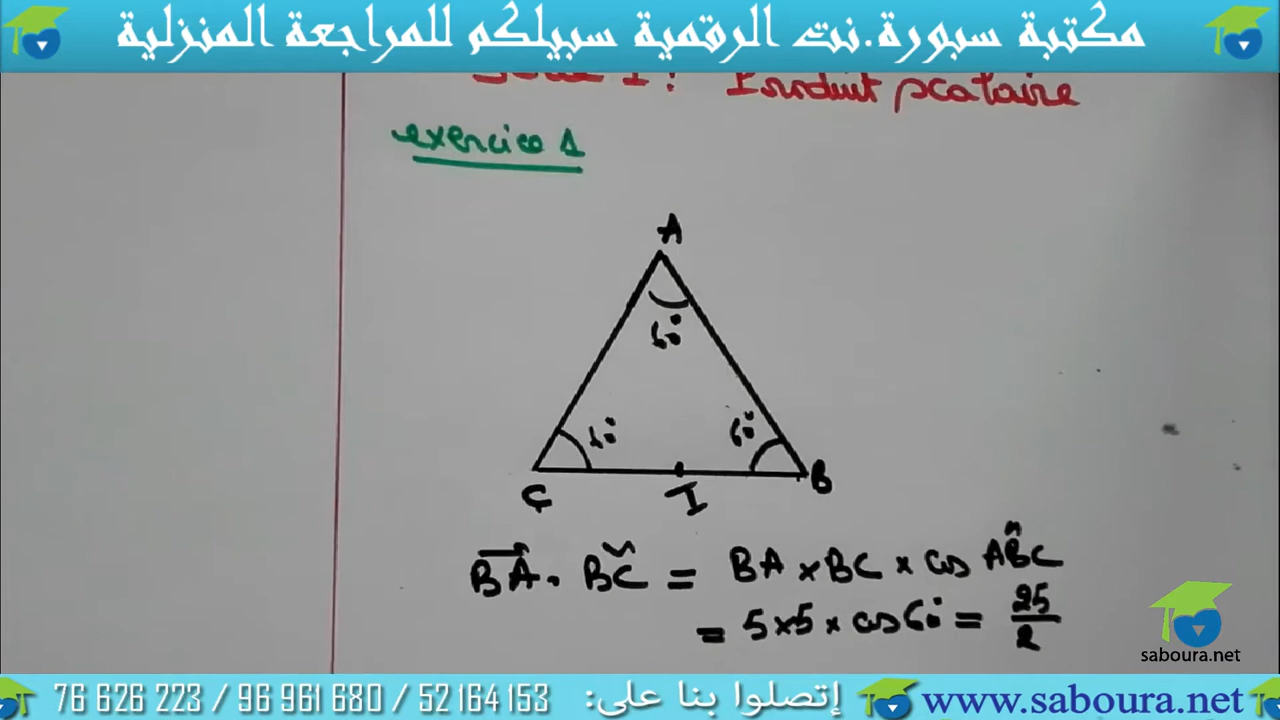 مكتبة سبورة.نت الرقمية سبيلكم للمراجعة المنزلية
Produit scalaire
exercice 1
A
60°
60° 60°
C I B
BA . BC = BA × BC × cos ABC
= 5×5 × cos 60° = 25/2
saboura.net
76 626 223 / 96 961 680 / 52 164 153 إتصلوا بنا على: www.saboura.net